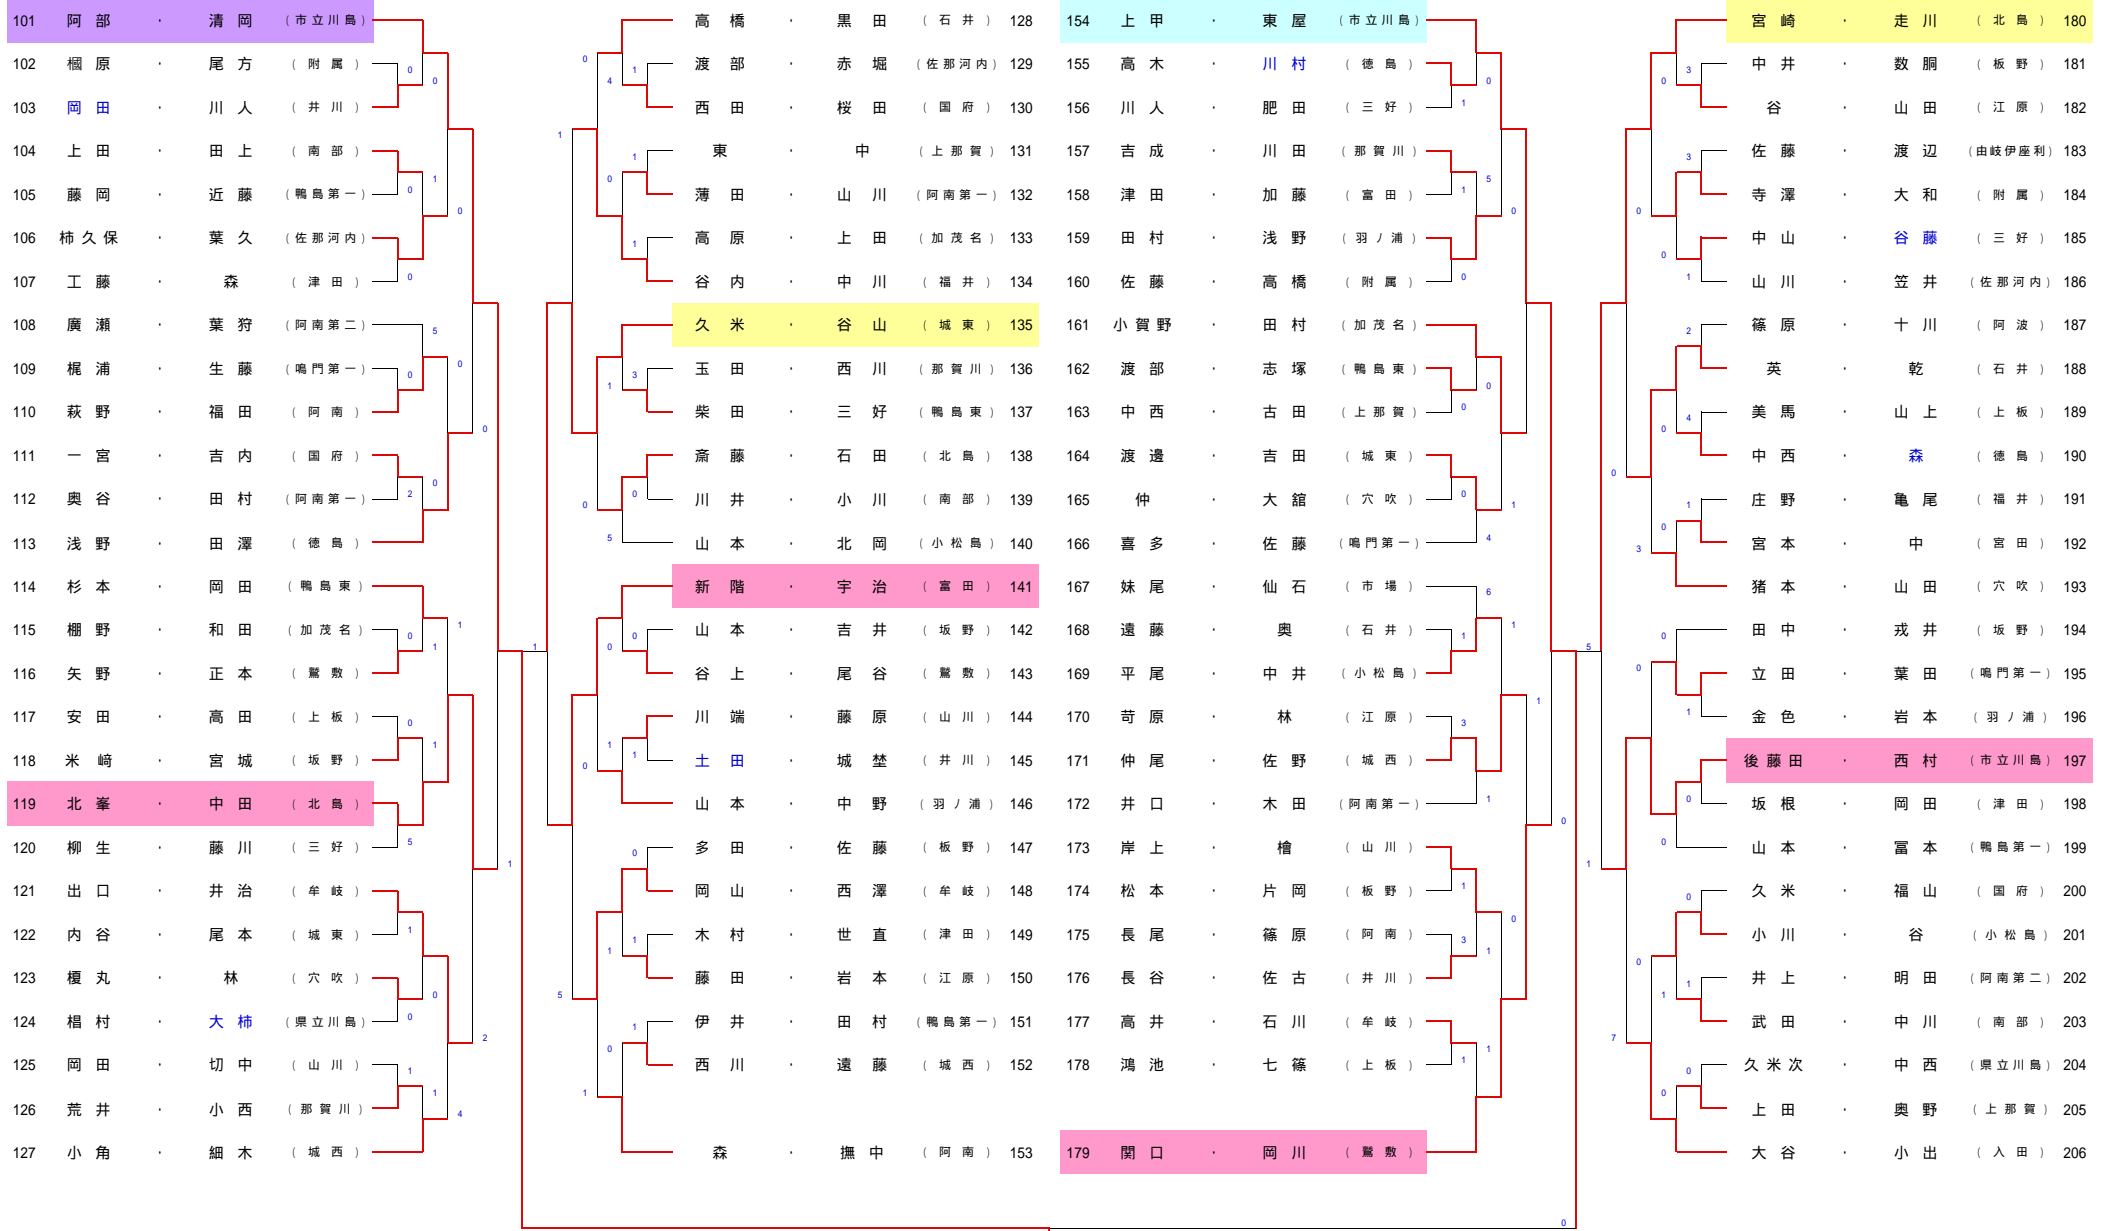 101 阿部 ・ 清岡 (市立川島)
102 棝原 ・ 尾方 (附属)
103 岡田 ・ 川人 (井川)
104 上田 ・ 田上 (南部)
105 藤岡 ・ 近藤 (鴨島第一)
106 柿久保 ・ 葉久 (佐那河内)
107 工藤 ・ 森 (津田)
108 廣瀬 ・ 葉狩 (阿南第二)
109 梶浦 ・ 生藤 (鳴門第一)
110 萩野 ・ 福田 (阿南)
111 一宮 ・ 吉内 (国府)
112 奥谷 ・ 田村 (阿南第一)
113 浅野 ・ 田澤 (徳島)
114 杉本 ・ 岡田 (鴨島東)
115 棚野 ・ 和田 (加茂名)
116 矢野 ・ 正本 (鷲敷)
117 安田 ・ 高田 (上板)
118 米﨑 ・ 宮城 (坂野)
119 北峯 ・ 中田 (北島)
120 柳生 ・ 藤川 (三好)
121 出口 ・ 井治 (牟岐)
122 内谷 ・ 尾本 (城東)
123 榎丸 ・ 林 (穴吹)
124 椙村 ・ 大柿 (県立川島)
125 岡田 ・ 切中 (山川)
126 荒井 ・ 小西 (那賀川)
127 小角 ・ 細木 (城西)
高橋 ・ 黒田 (石井) 128
渡部 ・ 赤堀 (佐那河内) 129
西田 ・ 桜田 (国府) 130
東 ・ 中 (上那賀) 131
薄田 ・ 山川 (阿南第一) 132
高原 ・ 上田 (加茂名) 133
谷内 ・ 中川 (福井) 134
久米 ・ 谷山 (城東) 135
玉田 ・ 西川 (那賀川) 136
柴田 ・ 三好 (鴨島東) 137
斎藤 ・ 石田 (北島) 138
川井 ・ 小川 (南部) 139
山本 ・ 北岡 (小松島) 140
新階 ・ 宇治 (富田) 141
山本 ・ 吉井 (坂野) 142
谷上 ・ 尾谷 (鷲敷) 143
川端 ・ 藤原 (山川) 144
土田 ・ 城埜 (井川) 145
山本 ・ 中野 (羽ノ浦) 146
多田 ・ 佐藤 (板野) 147
岡山 ・ 西澤 (牟岐) 148
木村 ・ 世直 (津田) 149
藤田 ・ 岩本 (江原) 150
伊井 ・ 田村 (鴨島第一) 151
西川 ・ 遠藤 (城西) 152
森 ・ 撫中 (阿南) 153
154 上甲 ・ 東屋 (市立川島)
155 高木 ・ 川村 (徳島)
156 川人 ・ 肥田 (三好)
157 吉成 ・ 川田 (那賀川)
158 津田 ・ 加藤 (富田)
159 田村 ・ 浅野 (羽ノ浦)
160 佐藤 ・ 高橋 (附属)
161 小賀野 ・ 田村 (加茂名)
162 渡部 ・ 志塚 (鴨島東)
163 中西 ・ 古田 (上那賀)
164 渡邊 ・ 吉田 (城東)
165 仲 ・ 大舘 (穴吹)
166 喜多 ・ 佐藤 (鳴門第一)
167 妹尾 ・ 仙石 (市場)
168 遠藤 ・ 奥 (石井)
169 平尾 ・ 中井 (小松島)
170 苛原 ・ 林 (江原)
171 仲尾 ・ 佐野 (城西)
172 井口 ・ 木田 (阿南第一)
173 岸上 ・ 檜 (山川)
174 松本 ・ 片岡 (板野)
175 長尾 ・ 篠原 (阿南)
176 長谷 ・ 佐古 (井川)
177 高井 ・ 石川 (牟岐)
178 鴻池 ・ 七篠 (上板)
179 関口 ・ 岡川 (鷲敷)
宮崎 ・ 走川 (北島) 180
中井 ・ 数胴 (板野) 181
谷 ・ 山田 (江原) 182
佐藤 ・ 渡辺 (由岐伊座利) 183
寺澤 ・ 大和 (附属) 184
中山 ・ 谷藤 (三好) 185
山川 ・ 笠井 (佐那河内) 186
篠原 ・ 十川 (阿波) 187
英 ・ 乾 (石井) 188
美馬 ・ 山上 (上板) 189
中西 ・ 森 (徳島) 190
庄野 ・ 亀尾 (福井) 191
宮本 ・ 中 (宮田) 192
猪本 ・ 山田 (穴吹) 193
田中 ・ 戎井 (坂野) 194
立田 ・ 葉田 (鳴門第一) 195
金色 ・ 岩本 (羽ノ浦) 196
後藤田 ・ 西村 (市立川島) 197
坂根 ・ 岡田 (津田) 198
山本 ・ 冨本 (鴨島第一) 199
久米 ・ 福山 (国府) 200
小川 ・ 谷 (小松島) 201
井上 ・ 明田 (阿南第二) 202
武田 ・ 中川 (南部) 203
久米次 ・ 中西 (県立川島) 204
上田 ・ 奥野 (上那賀) 205
大谷 ・ 小出 (入田) 206